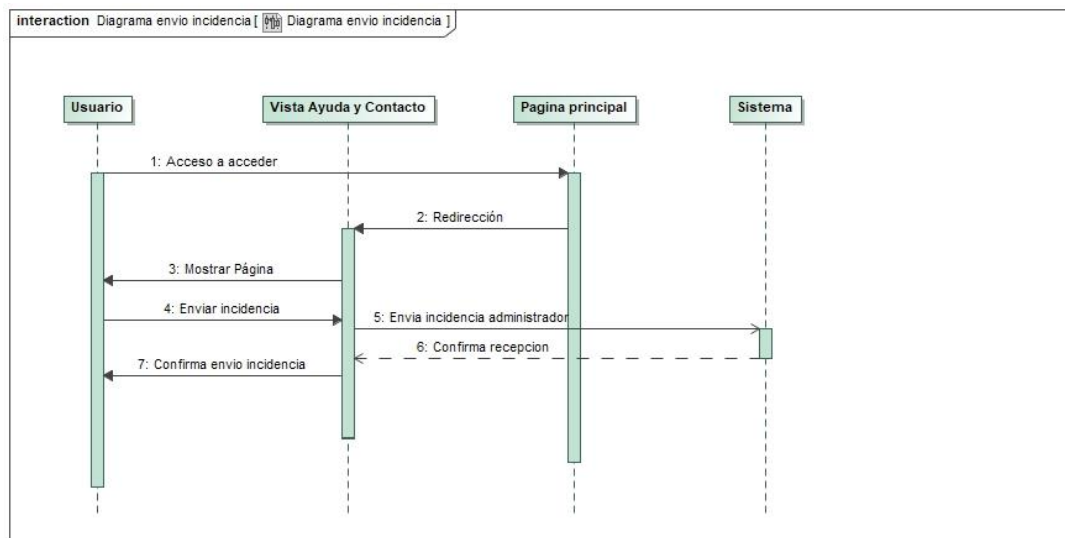 interaction Diagrama envio incidencia [ Diagrama envio incidencia ]
Usuario
Vista Ayuda y Contacto
Pagina principal
Sistema
1: Acceso a acceder
2: Redirección
3: Mostrar Página
4: Enviar incidencia
5: Envia incidencia administrador
6: Confirma recepcion
7: Confirma envio incidencia